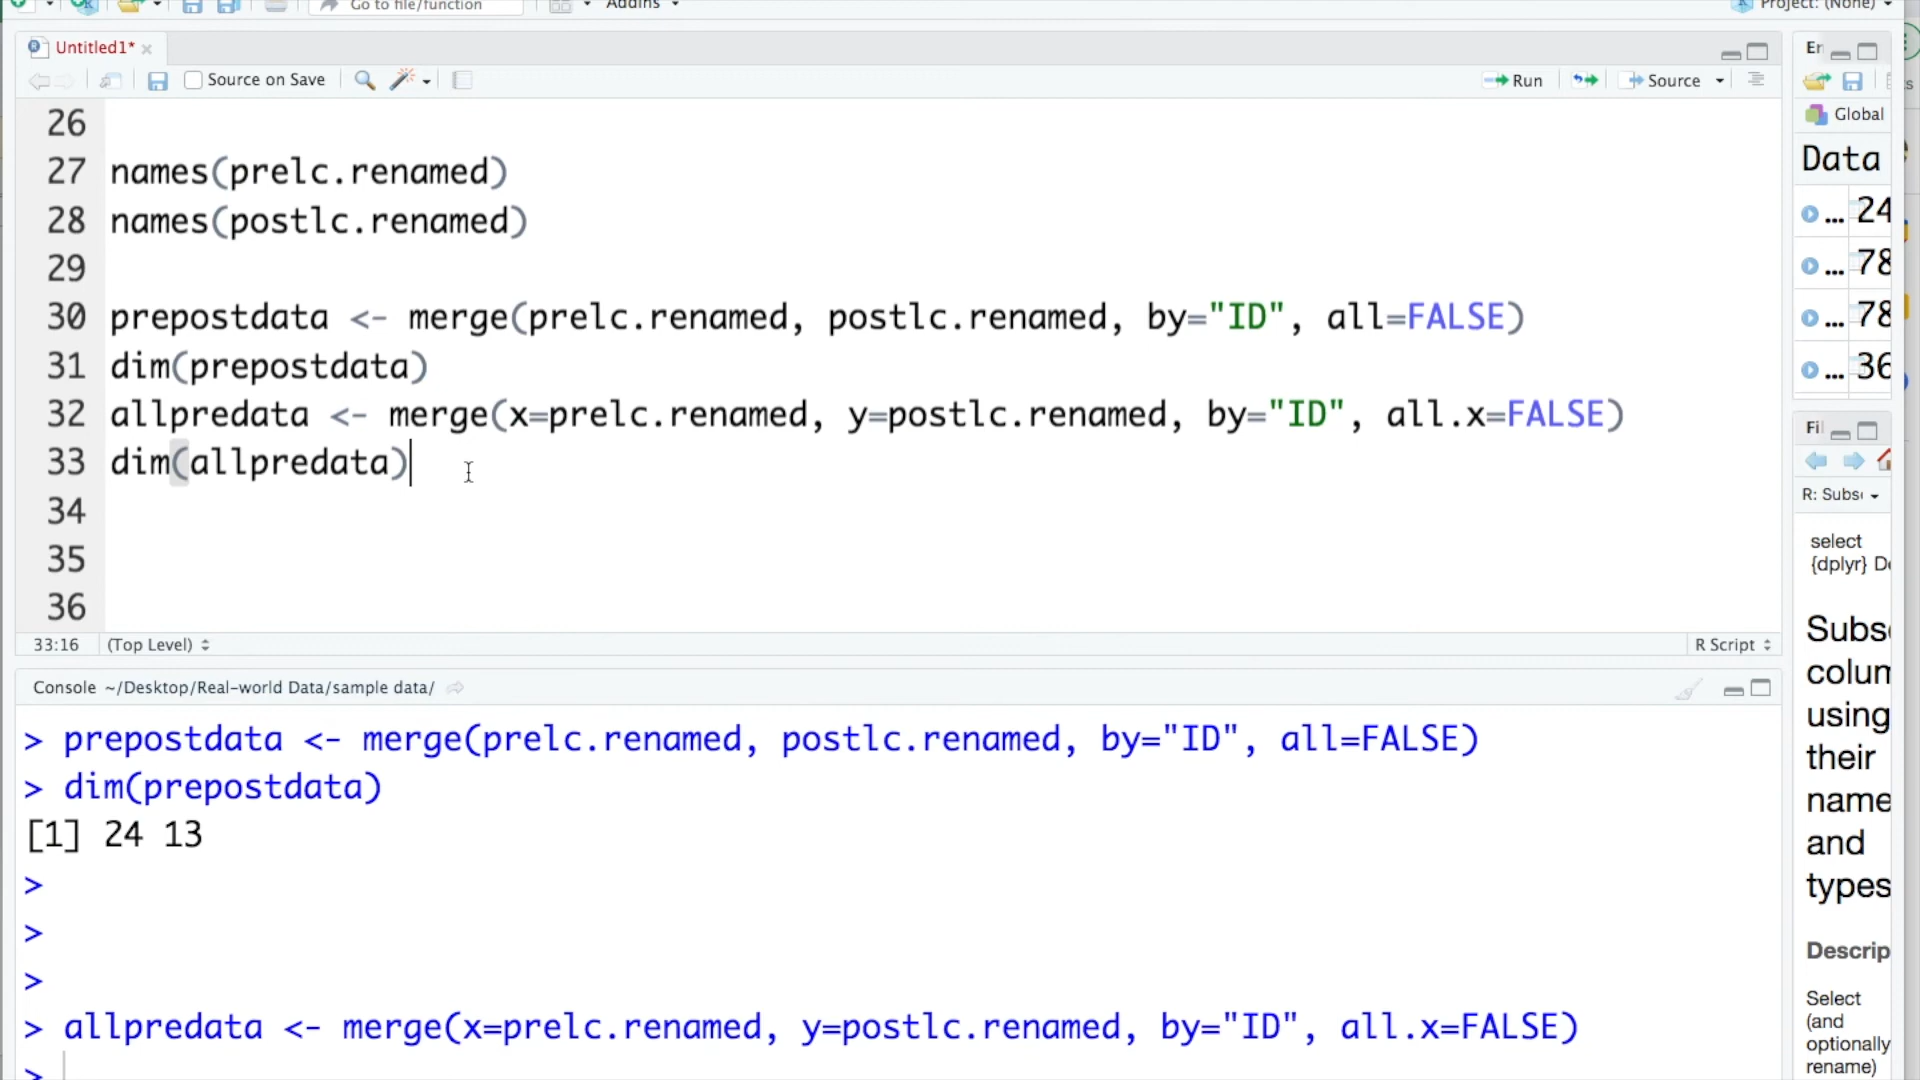 Go to file/function
Addins
Project: (None)
Untitled1*
Source on Save
Run
Source
26
27 names(prelc.renamed)
28 names(postlc.renamed)
29
30 prepostdata <- merge(prelc.renamed, postlc.renamed, by="ID", all=FALSE)
31 dim(prepostdata)
32 allpredata <- merge(x=prelc.renamed, y=postlc.renamed, by="ID", all.x=FALSE)
33 dim(allpredata)
34
35
36
33:16 (Top Level) R Script
Console ~/Desktop/Real-world Data/sample data/
> prepostdata <- merge(prelc.renamed, postlc.renamed, by="ID", all=FALSE)
> dim(prepostdata)
[1] 24 13
>
>
>
> allpredata <- merge(x=prelc.renamed, y=postlc.renamed, by="ID", all.x=FALSE)
>
Global
Data
... 24
... 78
... 78
... 36
Fil
R: Subs
select
{dplyr}
Subs
colum
using
their
name
and
types
Descrip
Select
(and
optionally
rename)